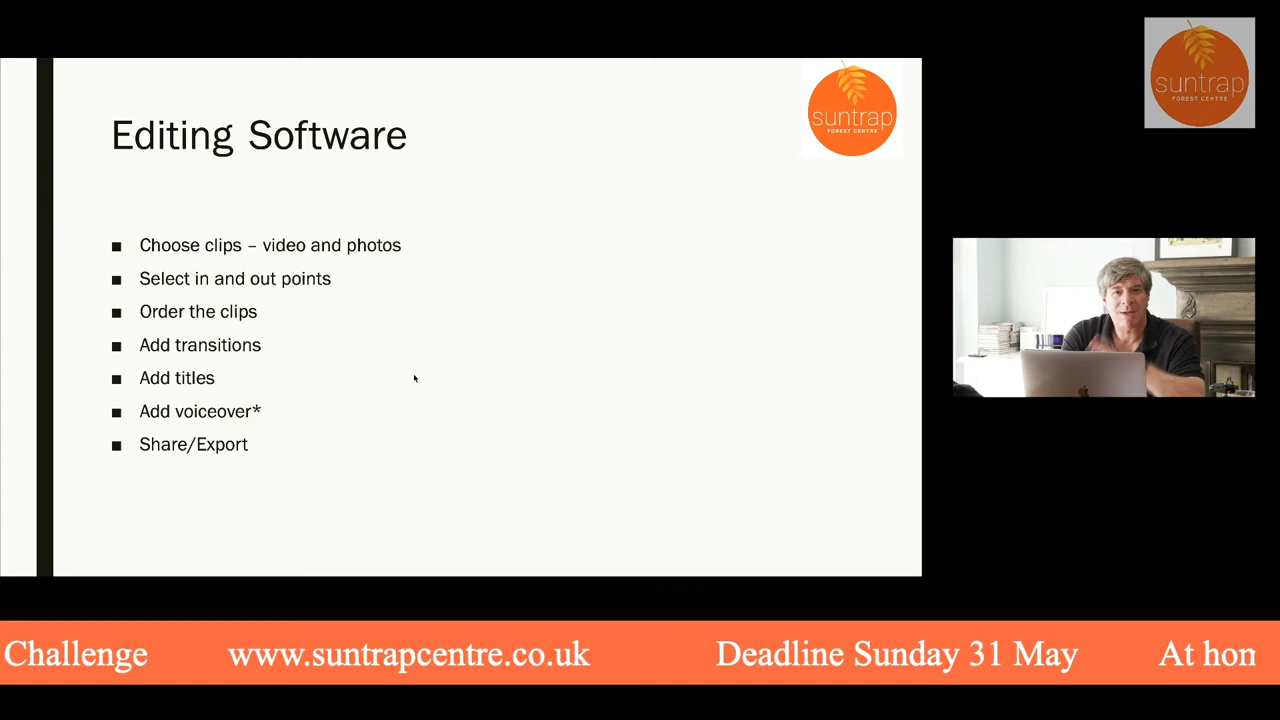 suntrap
FOREST CENTRE
suntrap
FOREST CENTRE
Editing Software
■ Choose clips – video and photos
■ Select in and out points
■ Order the clips
■ Add transitions
■ Add titles
■ Add voiceover*
■ Share/Export
Challenge www.suntrapcentre.co.uk Deadline Sunday 31 May At hom